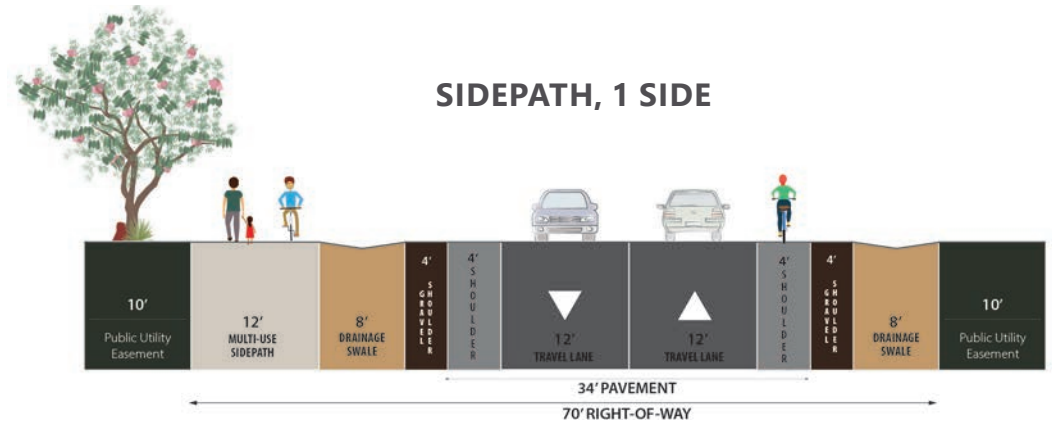 SIDEPATH, 1 SIDE
10’
Public Utility
Easement
12’
MULTI-USE
SIDEPATH
8’
DRAINAGE
SWALE
4’
GRAVEL
SHOULDER
4’
SHOULDER
12’
TRAVEL LANE
12’
TRAVEL LANE
4’
SHOULDER
4’
GRAVEL
SHOULDER
8’
DRAINAGE
SWALE
10’
Public Utility
Easement
34’ PAVEMENT
70’ RIGHT-OF-WAY